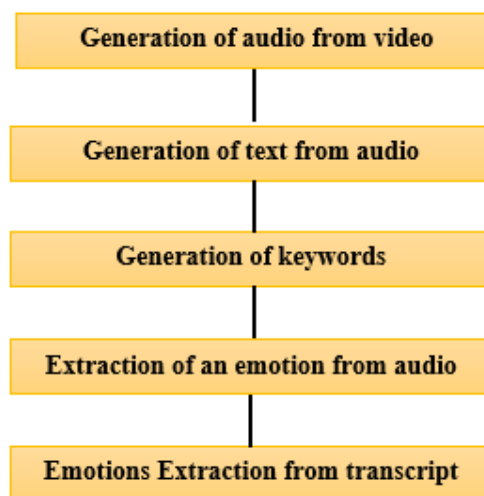 Generation of audio from video
Generation of text from audio
Generation of keywords
Extraction of an emotion from audio
Emotions Extraction from transcript